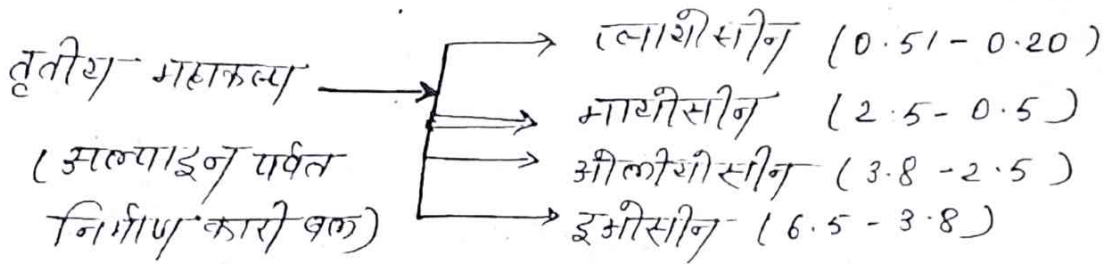 तृतीय महाकल्प
(अल्पाइन पर्वत
निर्माण कारी बल)
प्लायोसीन (0.51 - 0.20)
मायोसीन (2.5 - 0.5)
ओलीगोसीन (3.8 - 2.5)
इओसीन (6.5 - 3.8)